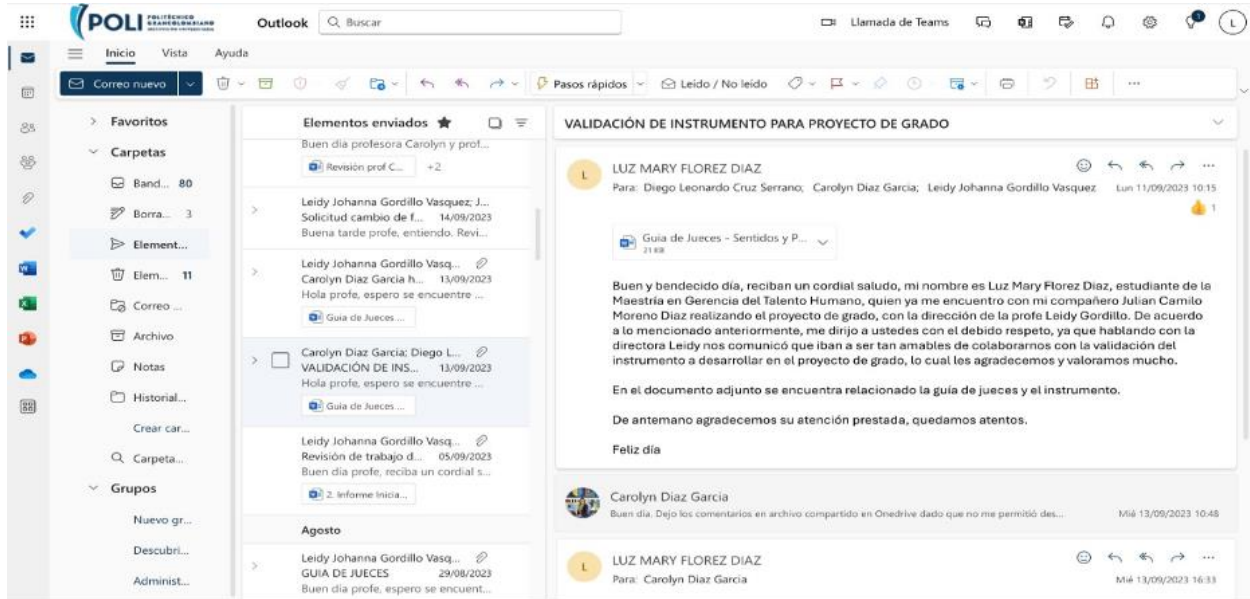 POLI POLITÉCNICO GRANCOLOMBIANO
Outlook
Buscar
Llamada de Teams
L
Inicio Vista Ayuda
Correo nuevo
Pasos rápidos
Leído / No leído
Favoritos
Carpetas
Band... 80
Borra... 3
Element...
Elem... 11
Correo ...
Archivo
Notas
Historial...
Crear car...
Carpeta...
Grupos
Nuevo gr...
Descubri...
Administ...
Elementos enviados
Buen día profesora Carolyn y prof...
Revisión prof C... +2
Leidy Johanna Gordillo Vasquez; J...
Solicitud cambio de f... 14/09/2023
Buena tarde profe, entiendo. Revi...
Leidy Johanna Gordillo Vasq...
Carolyn Diaz Garcia h... 13/09/2023
Hola profe, espero se encuentre ...
Guia de Jueces ...
Carolyn Diaz Garcia; Diego L...
VALIDACIÓN DE INS... 13/09/2023
Hola profe, espero se encuentre ...
Guia de Jueces ...
Leidy Johanna Gordillo Vasq...
Revisión de trabajo d... 05/09/2023
Buen día profe, reciba un cordial s...
2. Informe Inicia...
Agosto
Leidy Johanna Gordillo Vasq...
GUIA DE JUECES 29/08/2023
Buen día profe, espero se encuent...
VALIDACIÓN DE INSTRUMENTO PARA PROYECTO DE GRADO
L
LUZ MARY FLOREZ DIAZ
Para: Diego Leonardo Cruz Serrano; Carolyn Diaz Garcia; Leidy Johanna Gordillo Vasquez Lun 11/09/2023 10:15
1
Guia de Jueces - Sentidos y P...
21 KB
Buen y bendecido día, reciban un cordial saludo, mi nombre es Luz Mary Florez Diaz, estudiante de la
Maestría en Gerencia del Talento Humano, quien ya me encuentro con mi compañero Julian Camilo
Moreno Diaz realizando el proyecto de grado, con la dirección de la profe Leidy Gordillo. De acuerdo
a lo mencionado anteriormente, me dirijo a ustedes con el debido respeto, ya que hablando con la
directora Leidy nos comunicó que iban a ser tan amables de colaborarnos con la validación del
instrumento a desarrollar en el proyecto de grado, lo cual les agradecemos y valoramos mucho.
En el documento adjunto se encuentra relacionado la guía de jueces y el instrumento.
De antemano agradecemos su atención prestada, quedamos atentos.
Feliz día
Carolyn Diaz Garcia
Buen día. Dejo los comentarios en archivo compartido en Onedrive dado que no me permitió des... Mié 13/09/2023 10:48
L
LUZ MARY FLOREZ DIAZ
Para: Carolyn Diaz Garcia Mié 13/09/2023 16:33